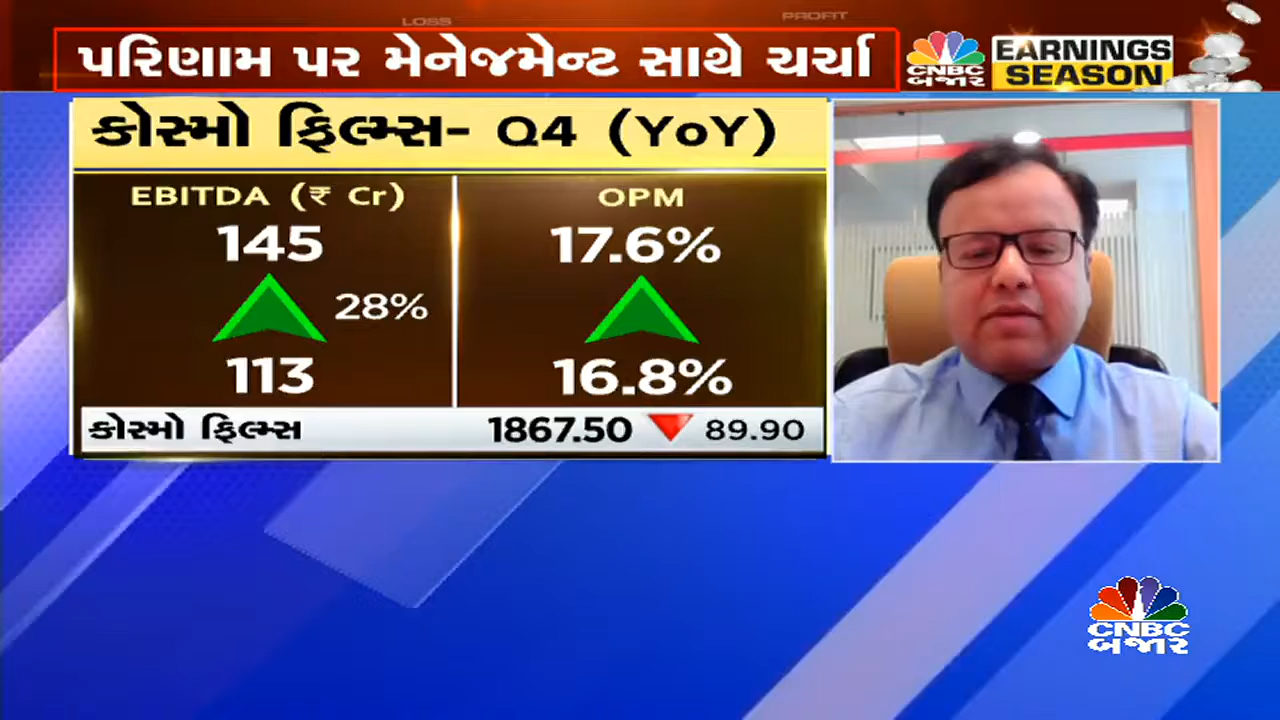 LOSS
PROFIT
પરિણામ પર મેનેજમેન્ટ સાથે ચર્ચા
CNBC
બજાર
EARNINGS
SEASON
કોસ્મો ફિલ્મ્સ- Q4 (YoY)
EBITDA (₹ Cr)
145
28%
113
OPM
17.6%
16.8%
કોસ્મો ફિલ્મ્સ 1867.50 89.90
CNBC
બજાર